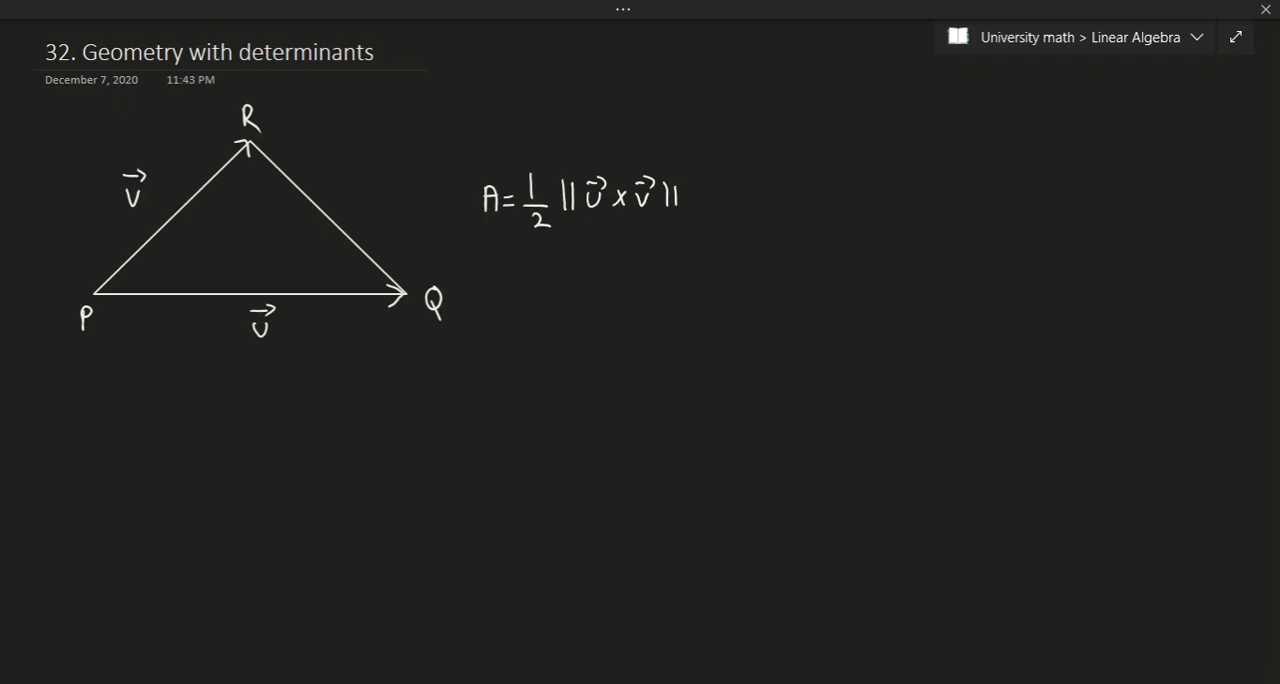 ...
University math > Linear Algebra
32. Geometry with determinants
December 7, 2020 11:43 PM
R
v⃗
A = 1/2 ||u⃗ × v⃗||
P
u⃗
Q